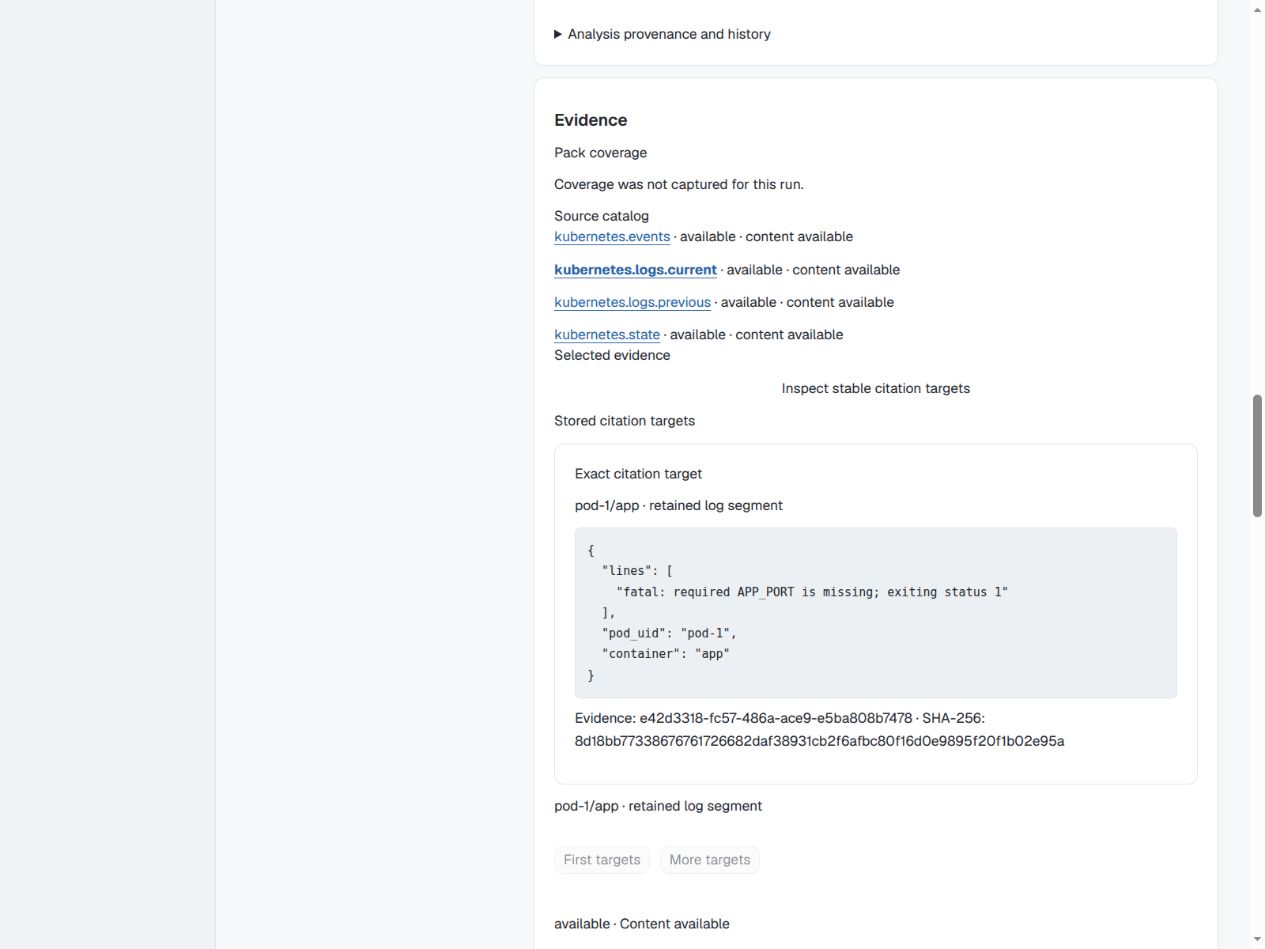 ▶ Analysis provenance and history
Evidence
Pack coverage
Coverage was not captured for this run.
Source catalog
kubernetes.events · available · content available
kubernetes.logs.current · available · content available
kubernetes.logs.previous · available · content available
kubernetes.state · available · content available
Selected evidence
Inspect stable citation targets
Stored citation targets
Exact citation target
pod-1/app · retained log segment
{
  "lines": [
    "fatal: required APP_PORT is missing; exiting status 1"
  ],
  "pod_uid": "pod-1",
  "container": "app"
}
Evidence: e42d3318-fc57-486a-ace9-e5ba808b7478 · SHA-256:
8d18bb77338676761726682daf38931cb2f6afbc80f16d0e9895f20f1b02e95a
pod-1/app · retained log segment
First targets More targets
available · Content available